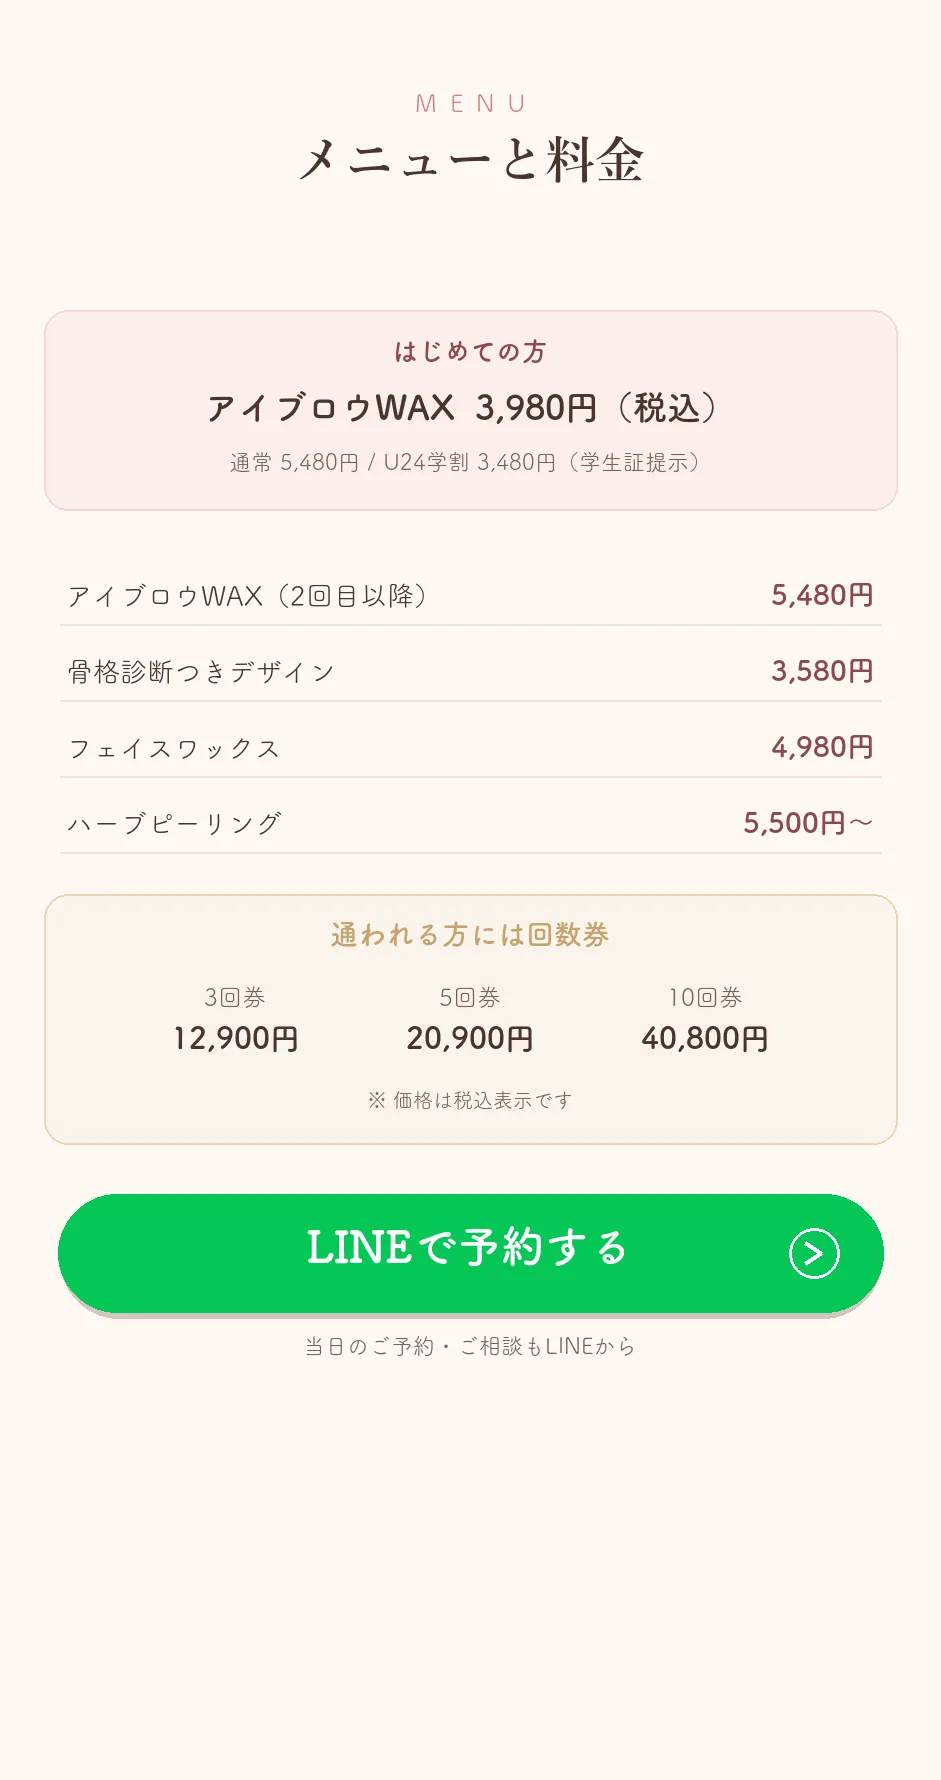 MENU
メニューと料金
はじめての方
アイブロウWAX 3,980円（税込）
通常 5,480円 / U24学割 3,480円（学生証提示）
アイブロウWAX（2回目以降） 5,480円
骨格診断つきデザイン 3,580円
フェイスワックス 4,980円
ハーブピーリング 5,500円〜
通われる方には回数券
3回券 5回券 10回券
12,900円 20,900円 40,800円
※ 価格は税込表示です
LINEで予約する
当日のご予約・ご相談もLINEから